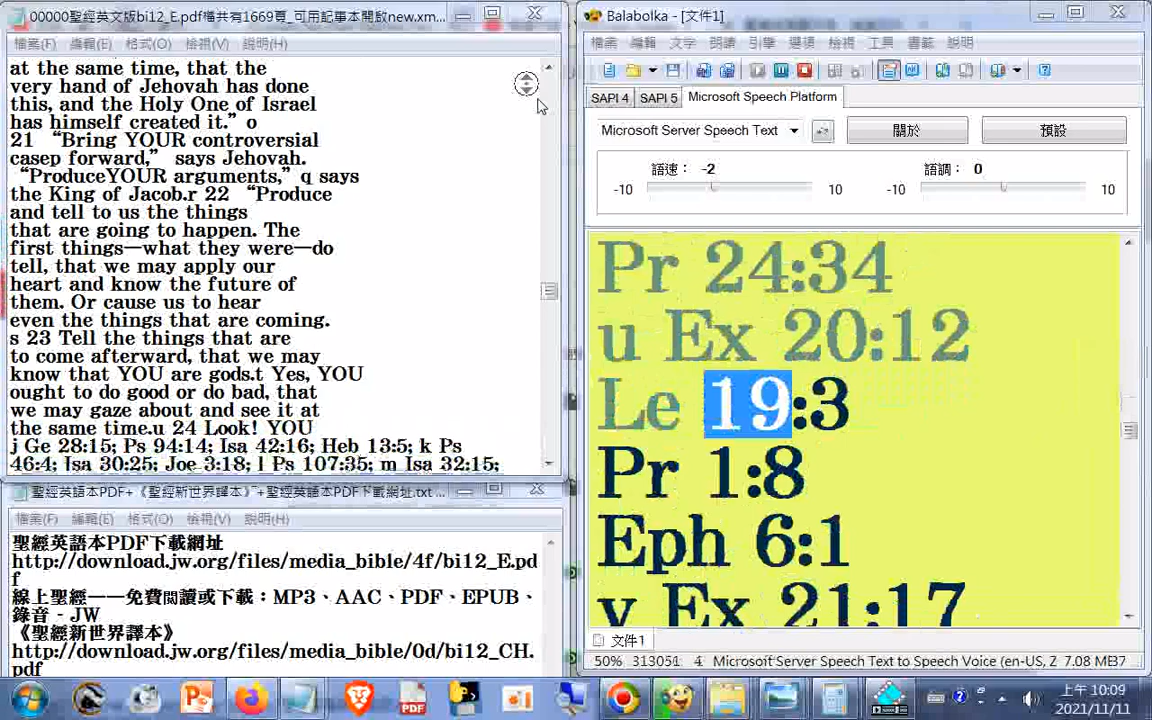 00000聖經英文版bi12_E.pdf檔共有1669頁_可用記事本開啟new.xm...
檔案(F) 編輯(E) 格式(O) 檢視(V) 說明(H)
at the same time, that the
very hand of Jehovah has done
this, and the Holy One of Israel
has himself created it.” o
21 “Bring YOUR controversial
casep forward,” says Jehovah.
“ProduceYOUR arguments,” q says
the King of Jacob.r 22 “Produce
and tell to us the things
that are going to happen. The
first things—what they were—do
tell, that we may apply our
heart and know the future of
them. Or cause us to hear
even the things that are coming.
s 23 Tell the things that are
to come afterward, that we may
know that YOU are gods.t Yes, YOU
ought to do good or do bad, that
we may gaze about and see it at
the same time.u 24 Look! YOU
j Ge 28:15; Ps 94:14; Isa 42:16; Heb 13:5; k Ps
46:4; Isa 30:25; Joe 3:18; l Ps 107:35; m Isa 32:15;
聖經英語本PDF+《聖經新世界譯本》+聖經英語本PDF下載網址.txt ...
檔案(F) 編輯(E) 格式(O) 檢視(V) 說明(H)
聖經英語本PDF下載網址
http://download.jw.org/files/media_bible/4f/bi12_E.pd
f
線上聖經——免費閱讀或下載：MP3、AAC、PDF、EPUB、
錄音 - JW
《聖經新世界譯本》
http://download.jw.org/files/media_bible/0d/bi12_CH.
pdf
Balabolka - [文件1]
檔案 編輯 文字 朗讀 引擎 選項 檢視 工具 書籤 說明
SAPI 4 SAPI 5 Microsoft Speech Platform
Microsoft Server Speech Text 關於 預設
語速： -2 語調： 0
-10 10 -10 10
Pr 24:34
u Ex 20:12
Le 19:3
Pr 1:8
Eph 6:1
v Ex 21:17
文件1
50% 313051 4 Microsoft Server Speech Text to Speech Voice (en-US, Z 7.08 MB37
PDF
上午 10:09
2021/11/11